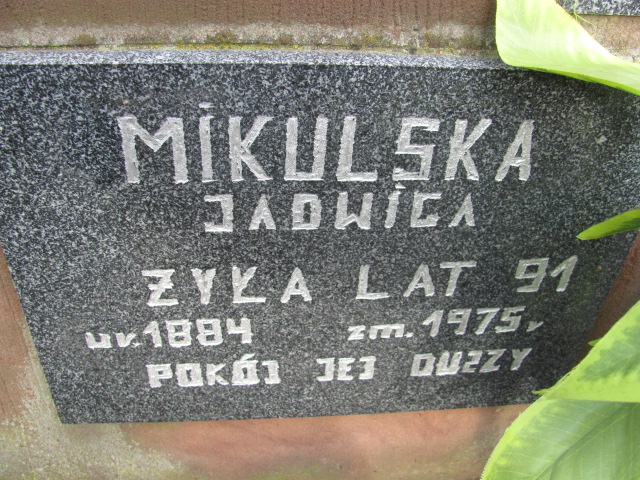 MIKULSKA
JADWIGA
ŻYŁA LAT 91
ur. 1884 zm. 1975 r
POKÓJ JEJ DUSZY